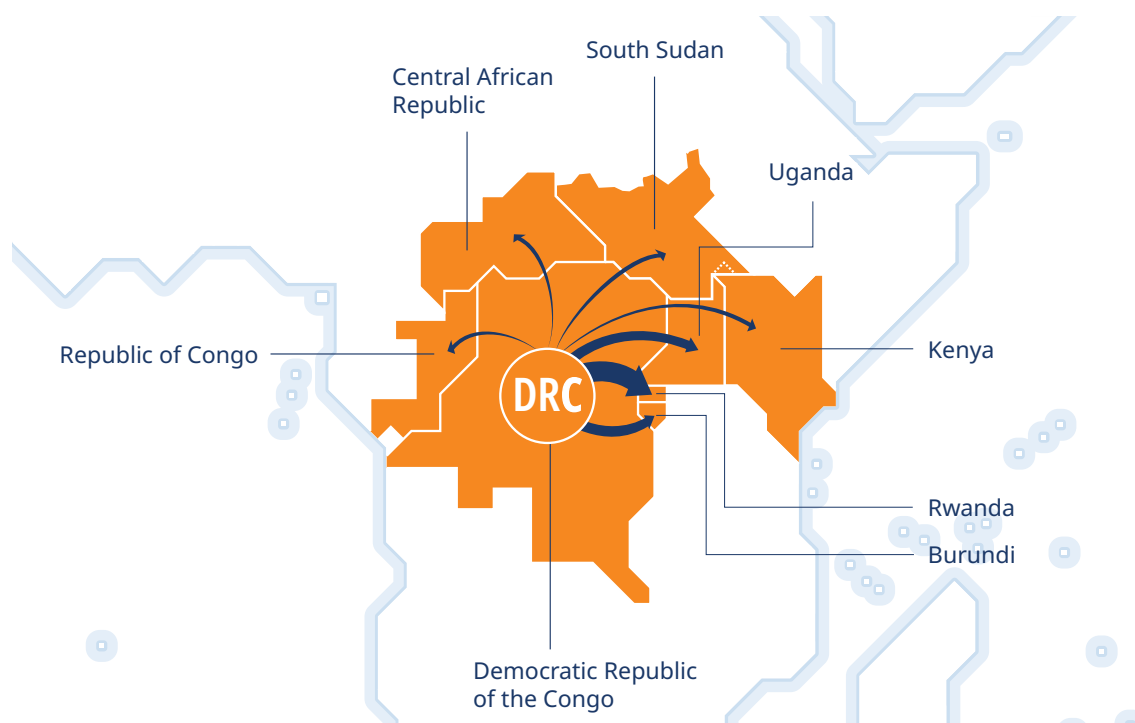 South Sudan
Central African
Republic
Uganda
Republic of Congo
Kenya
DRC
Rwanda
Burundi
Democratic Republic
of the Congo